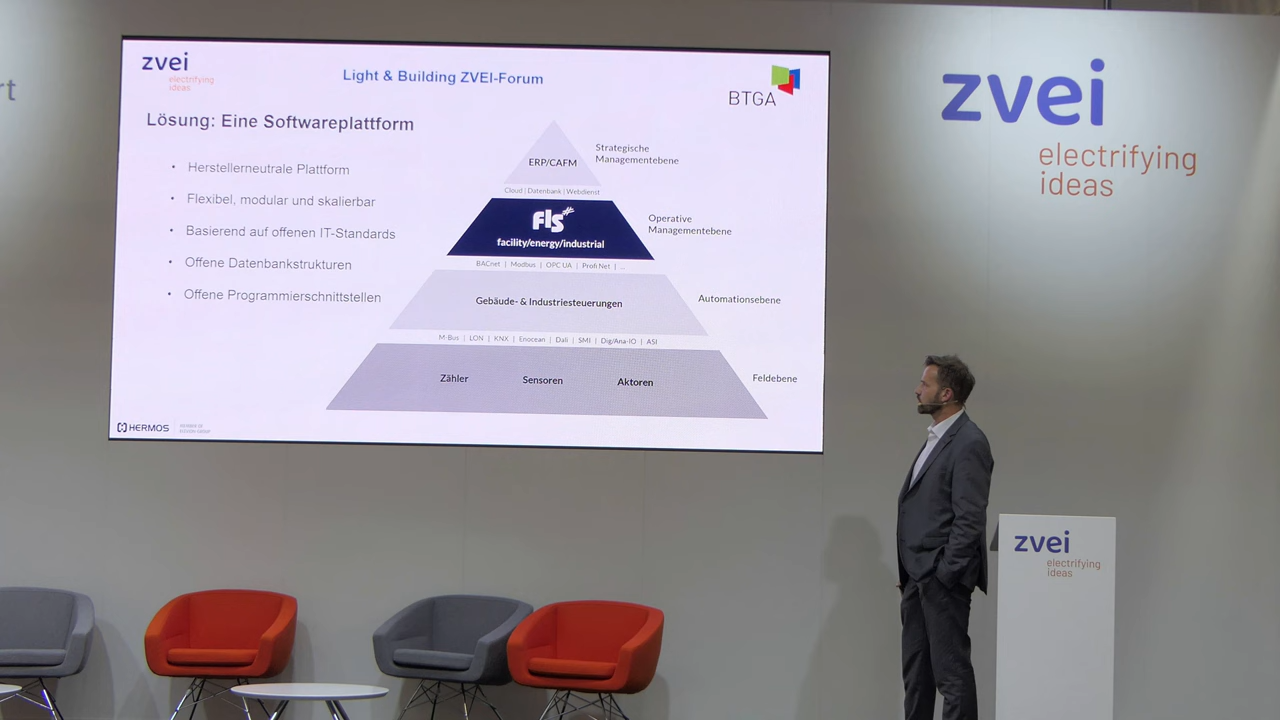 rt
zvei
electrifying
ideas
Light & Building ZVEI-Forum
BTGA
Lösung: Eine Softwareplattform
• Herstellerneutrale Plattform
• Flexibel, modular und skalierbar
• Basierend auf offenen IT-Standards
• Offene Datenbankstrukturen
• Offene Programmierschnittstellen
ERP/CAFM
Strategische
Managementebene
Cloud | Datenbank | Webdienst
FIS
facility/energy/industrial
Operative
Managementebene
BACnet | Modbus | OPC UA | Profi Net | ...
Gebäude- & Industriesteuerungen
Automationsebene
M-Bus | LON | KNX | Enocean | Dali | SMI | Dig/Ana-IO | ASI
Zähler Sensoren Aktoren
Feldebene
HERMOS
zvei
electrifying
ideas
zvei
electrifying
ideas